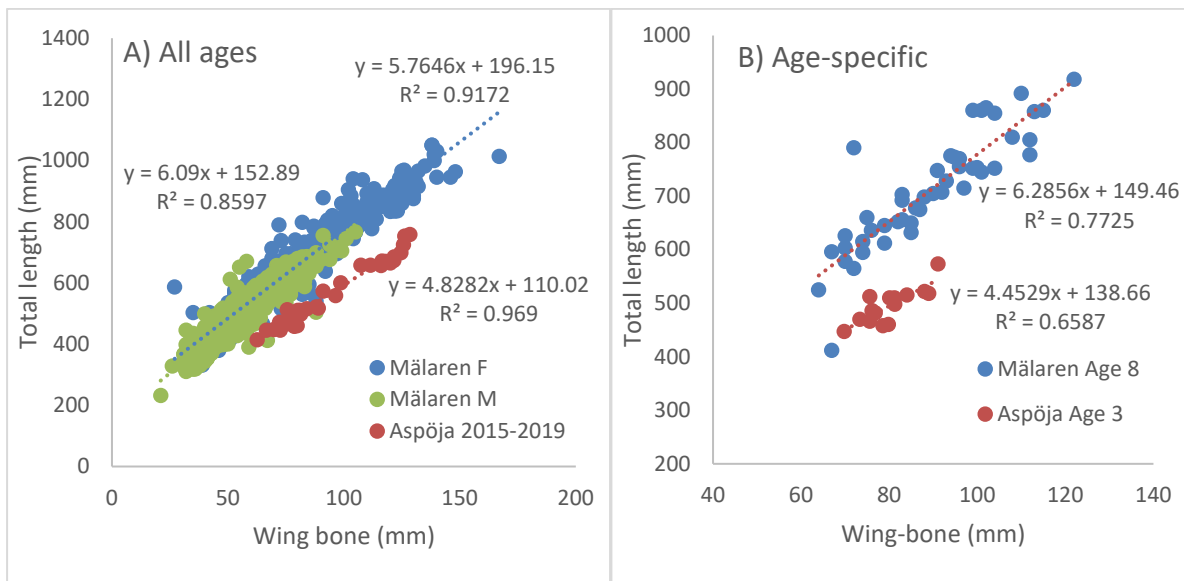 A) All ages
y = 5.7646x + 196.15
R² = 0.9172
y = 6.09x + 152.89
R² = 0.8597
y = 4.8282x + 110.02
R² = 0.969
Mälaren F
Mälaren M
Aspöja 2015-2019
Total length (mm)
1400
1200
1000
800
600
400
200
0
0 50 100 150 200
Wing bone (mm)
B) Age-specific
y = 6.2856x + 149.46
R² = 0.7725
y = 4.4529x + 138.66
R² = 0.6587
Mälaren Age 8
Aspöja Age 3
Total length (mm)
1000
900
800
700
600
500
400
300
200
40 60 80 100 120 140
Wing-bone (mm)